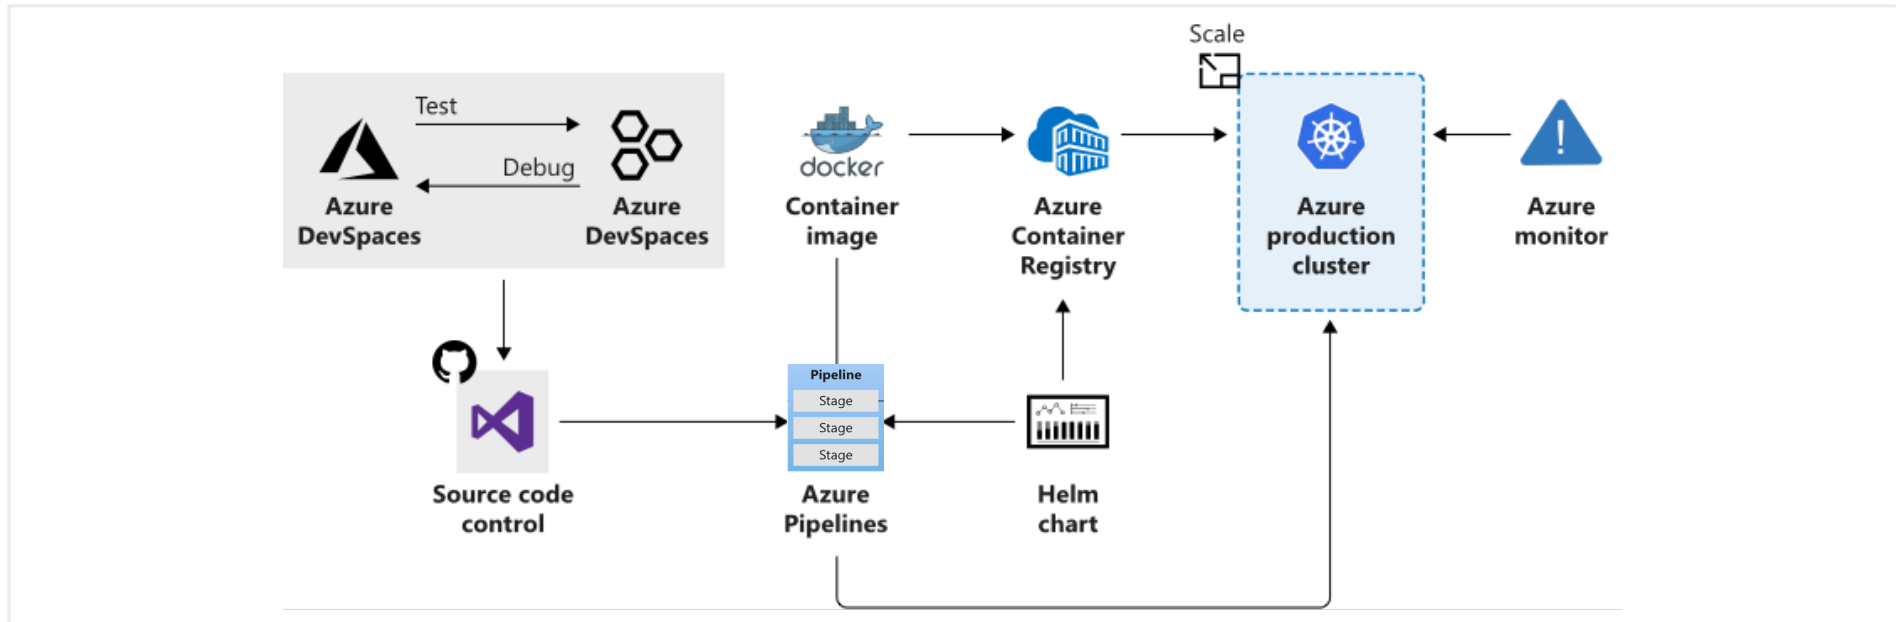 Scale
Test
Debug
docker
Azure
DevSpaces
Azure
DevSpaces
Container
image
Azure
Container
Registry
Azure
production
cluster
Azure
monitor
Pipeline
Stage
Stage
Stage
Source code
control
Azure
Pipelines
Helm
chart